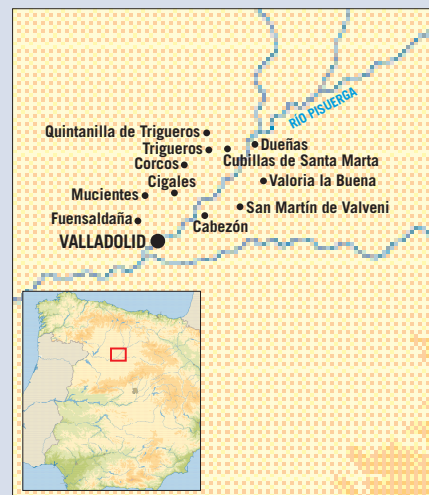 RÍO PISUERGA
Quintanilla de Trigueros
Dueñas
Trigueros
Cubillas de Santa Marta
Corcos
Cigales
Valoria la Buena
Mucientes
San Martín de Valveni
Fuensaldaña
Cabezón
VALLADOLID